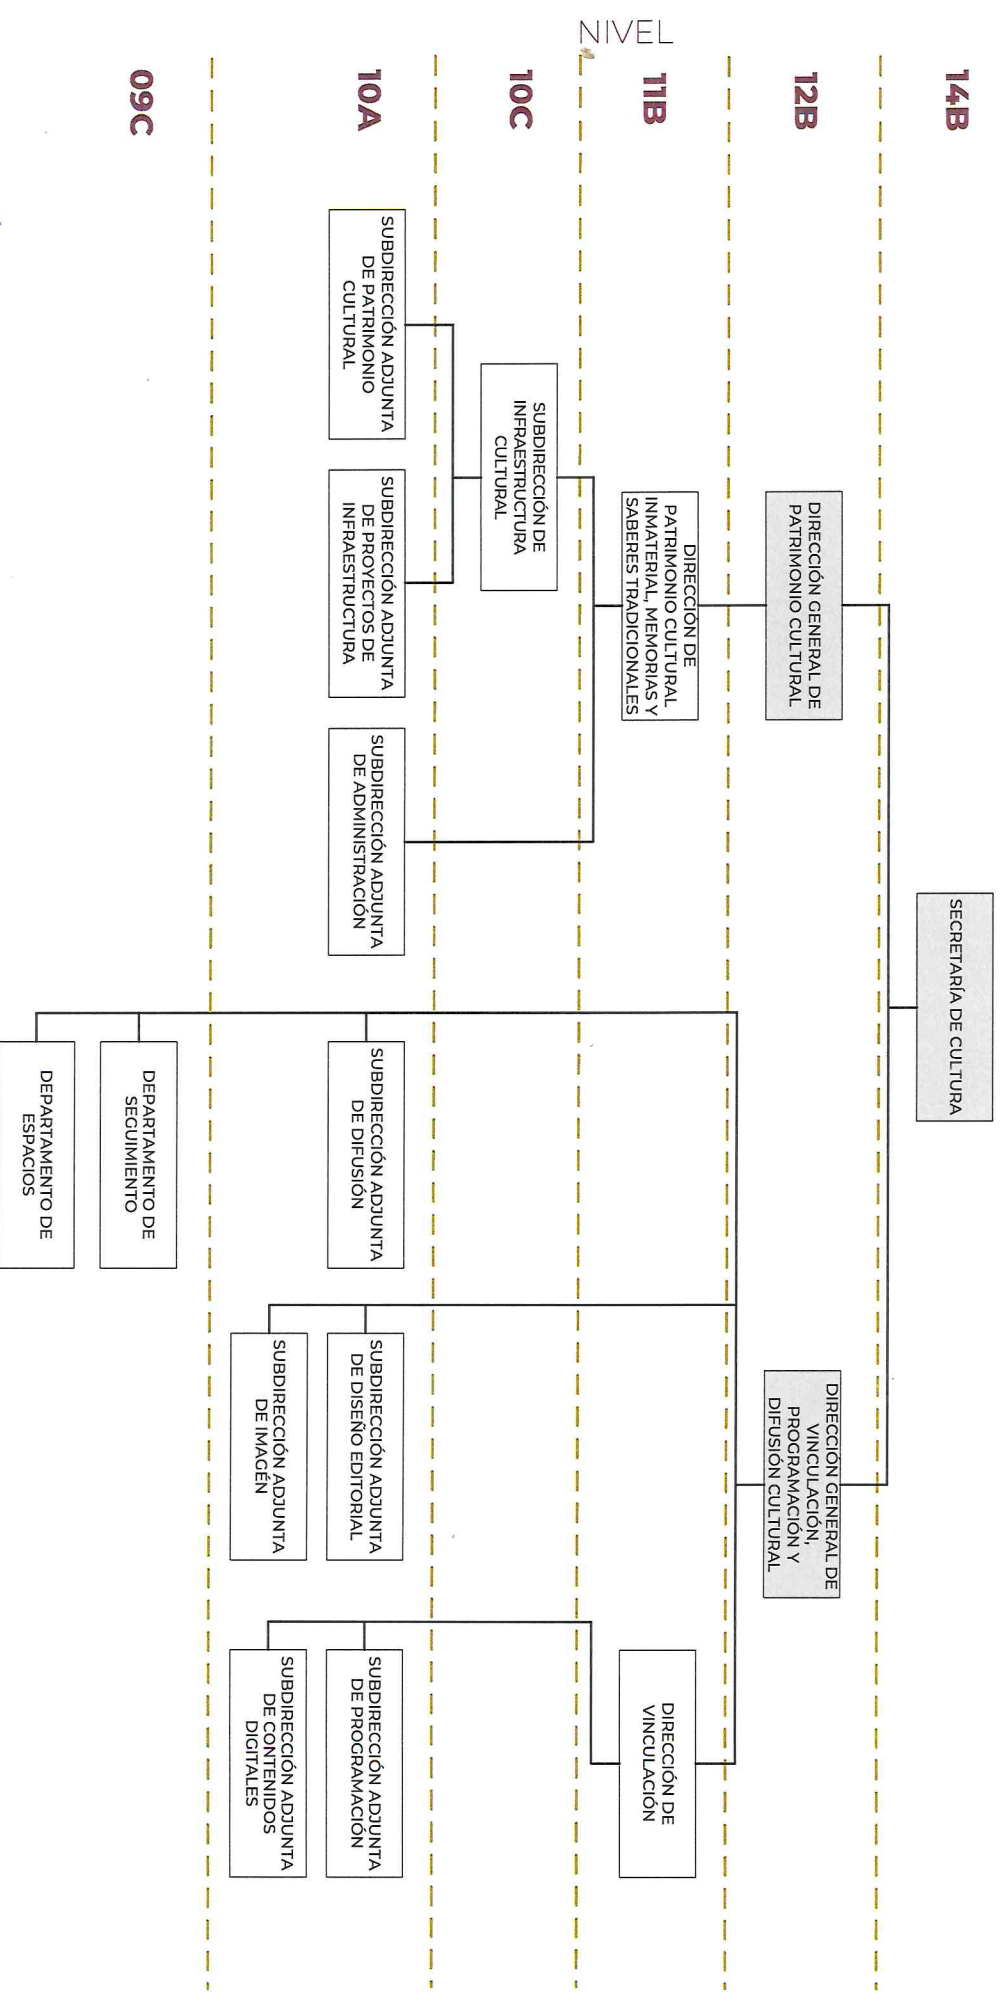 NIVEL
14B
SECRETARÍA DE CULTURA
12B
DIRECCIÓN GENERAL DE
PATRIMONIO CULTURAL
DIRECCIÓN GENERAL DE
VINCULACIÓN,
PROGRAMACIÓN Y
DIFUSIÓN CULTURAL
11B
DIRECCIÓN DE
PATRIMONIO CULTURAL
INMATERIAL, MEMORIAS Y
SABERES TRADICIONALES
DIRECCIÓN DE
VINCULACIÓN
10C
SUBDIRECCIÓN DE
INFRAESTRUCTURA
CULTURAL
10A
SUBDIRECCIÓN ADJUNTA
DE PATRIMONIO
CULTURAL
SUBDIRECCIÓN ADJUNTA
DE PROYECTOS DE
INFRAESTRUCTURA
SUBDIRECCIÓN ADJUNTA
DE ADMINISTRACIÓN
SUBDIRECCIÓN ADJUNTA
DE DIFUSIÓN
SUBDIRECCIÓN ADJUNTA
DE DISEÑO EDITORIAL
SUBDIRECCIÓN ADJUNTA
DE PROGRAMACIÓN
SUBDIRECCIÓN ADJUNTA
DE IMAGÉN
SUBDIRECCIÓN ADJUNTA
DE CONTENIDOS
DIGITALES
09C
DEPARTAMENTO DE
SEGUIMIENTO
DEPARTAMENTO DE
ESPACIOS